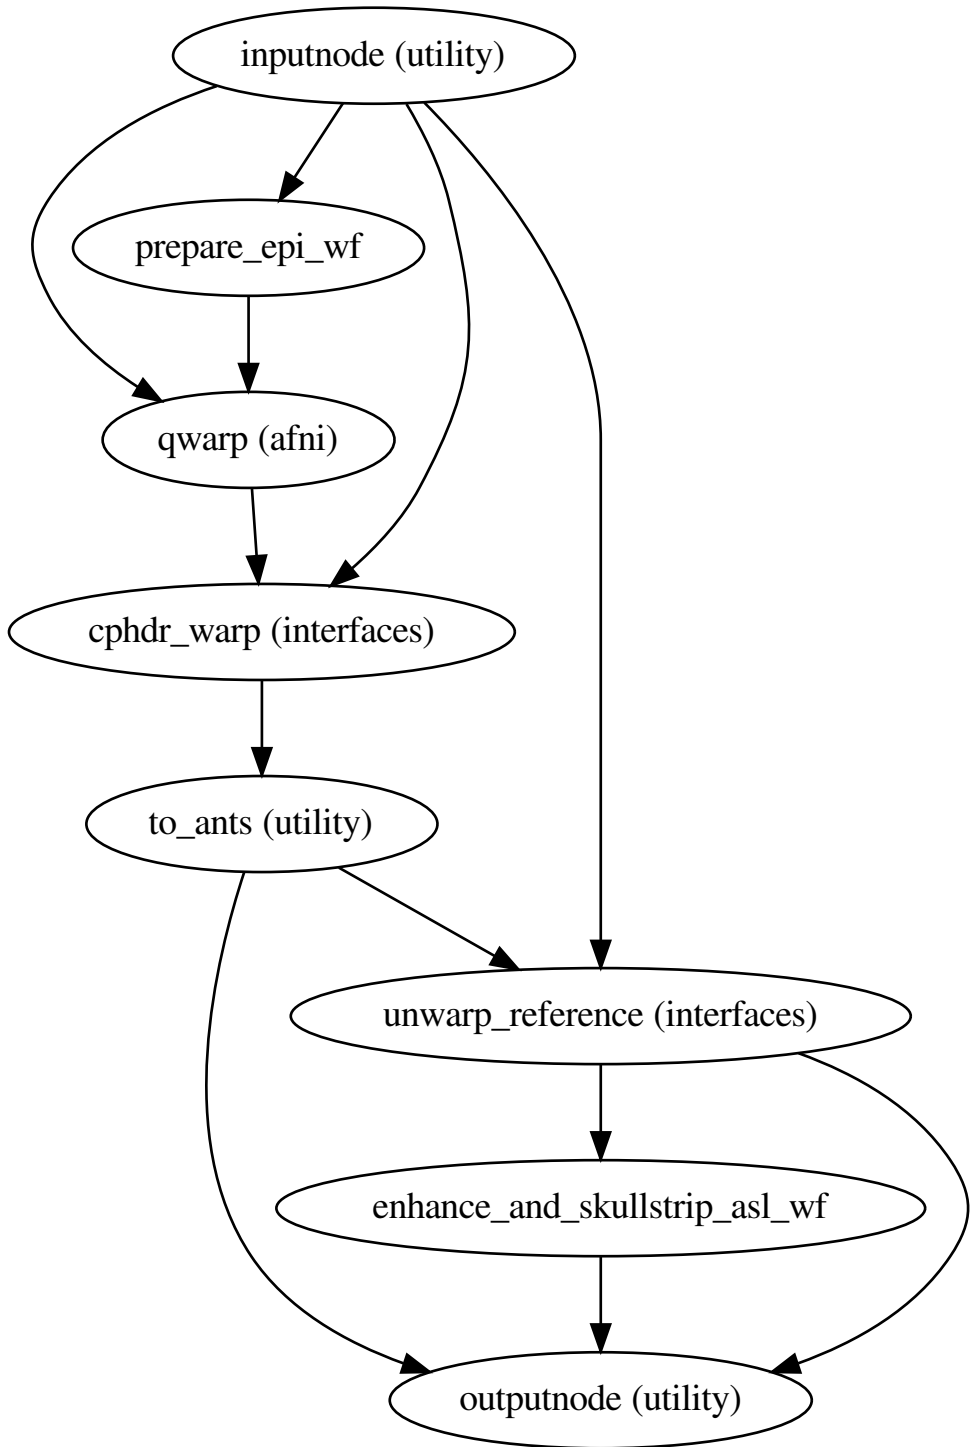 inputnode (utility)
prepare_epi_wf
qwarp (afni)
cphdr_warp (interfaces)
to_ants (utility)
unwarp_reference (interfaces)
enhance_and_skullstrip_asl_wf
outputnode (utility)